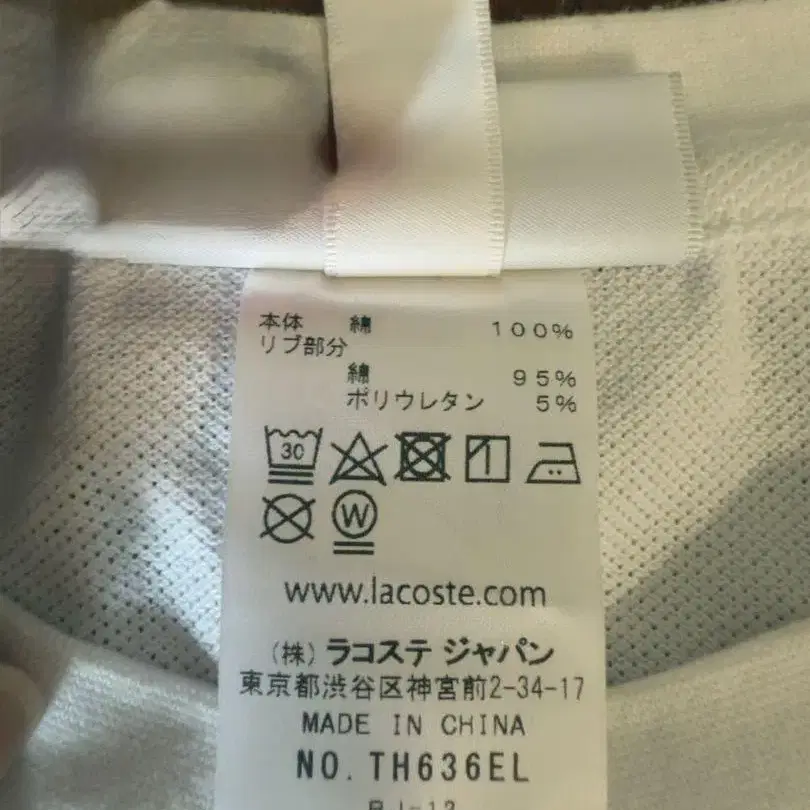 本体 綿 100%
リブ部分
綿 95%
ポリウレタン 5%
30
W
www.lacoste.com
(株) ラコステ ジャパン
東京都渋谷区神宮前2-34-17
MADE IN CHINA
NO. TH636EL